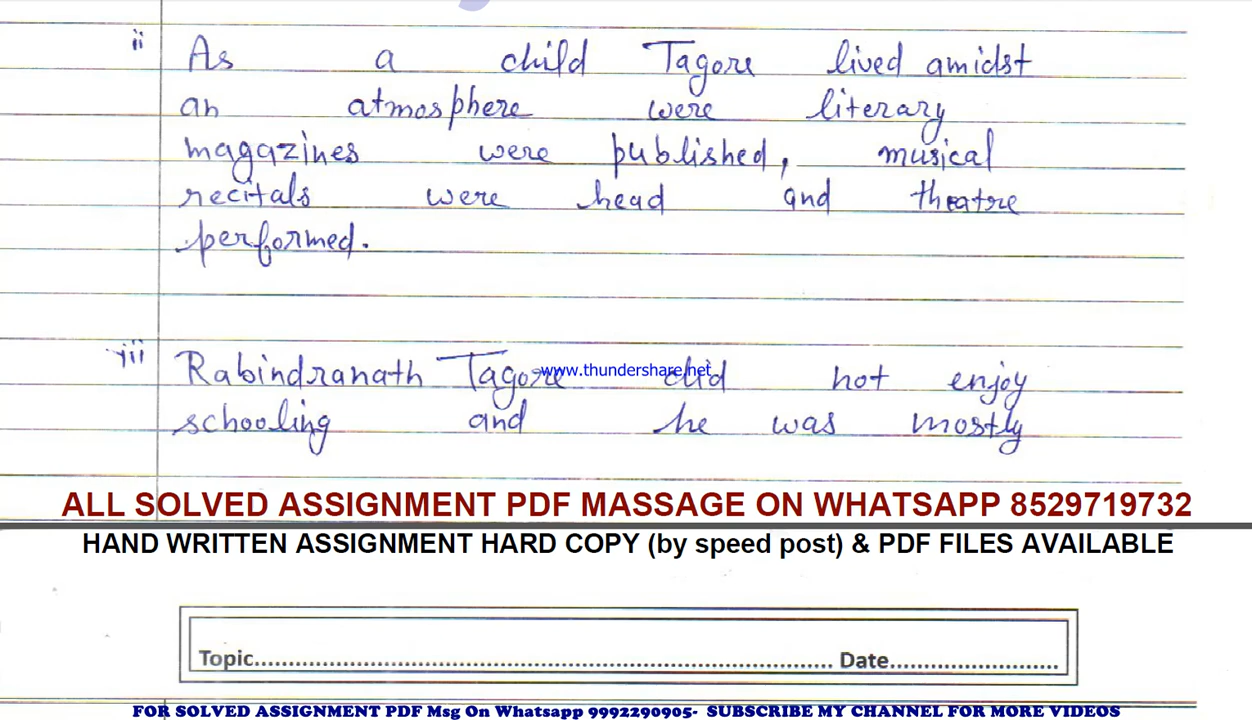 ii As a child Tagore lived amidst
an atmosphere were literary
magazines were published, musical
recitals were head and theatre
performed.
iii Rabindranath Tagore did not enjoy
www.thundershare.net
schooling and he was mostly
ALL SOLVED ASSIGNMENT PDF MASSAGE ON WHATSAPP 8529719732
HAND WRITTEN ASSIGNMENT HARD COPY (by speed post) & PDF FILES AVAILABLE
Topic.................................................................................... Date.........................
FOR SOLVED ASSIGNMENT PDF Msg On Whatsapp 9992290905- SUBSCRIBE MY CHANNEL FOR MORE VIDEOS